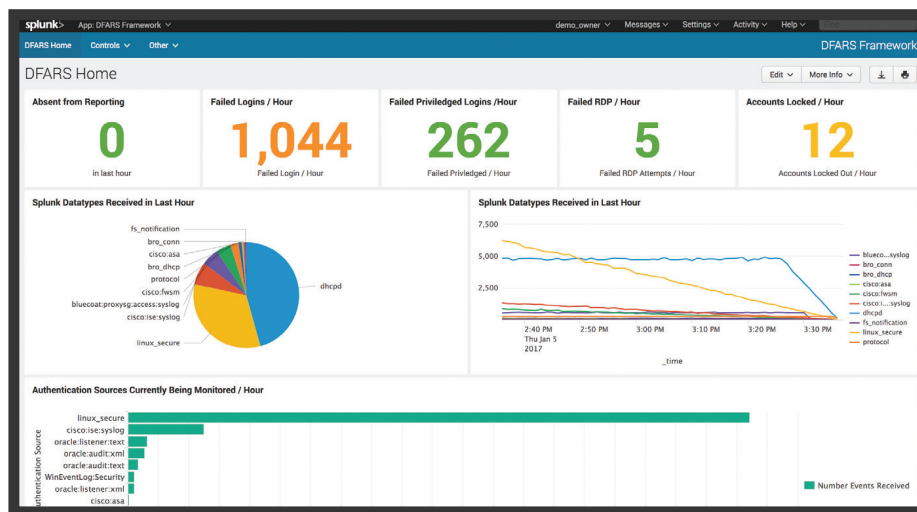 splunk> App: DFARS Framework demo_owner Messages Settings Activity Help
DFARS Home Controls Other DFARS Framework
DFARS Home Edit More Info
Absent from Reporting
0
in last hour
Failed Logins / Hour
1,044
Failed Login / Hour
Failed Priviledged Logins /Hour
262
Failed Priviledged / Hour
Failed RDP / Hour
5
Failed RDP Attempts / Hour
Accounts Locked / Hour
12
Accounts Locked Out / Hour
Splunk Datatypes Received in Last Hour
fs_notification
bro_conn
cisco:asa
bro_dhcp
protocol
cisco:fwsm
bluecoat:proxysg:access:syslog
cisco:ise:syslog
linux_secure
dhcpd
Splunk Datatypes Received in Last Hour
7,500
5,000
2,500
2:40 PM 2:50 PM 3:00 PM 3:10 PM 3:20 PM 3:30 PM
Thu Jan 5
2017
_time
blueco...syslog
bro_conn
bro_dhcp
cisco:asa
cisco:fwsm
cisco:i...:syslog
dhcpd
fs_notification
linux_secure
protocol
Authentication Sources Currently Being Monitored / Hour
linux_secure
cisco:ise:syslog
oracle:listener:text
oracle:audit:xml
oracle:audit:text
WinEventLog:Security
oracle:listener:xml
cisco:asa
Number Events Received